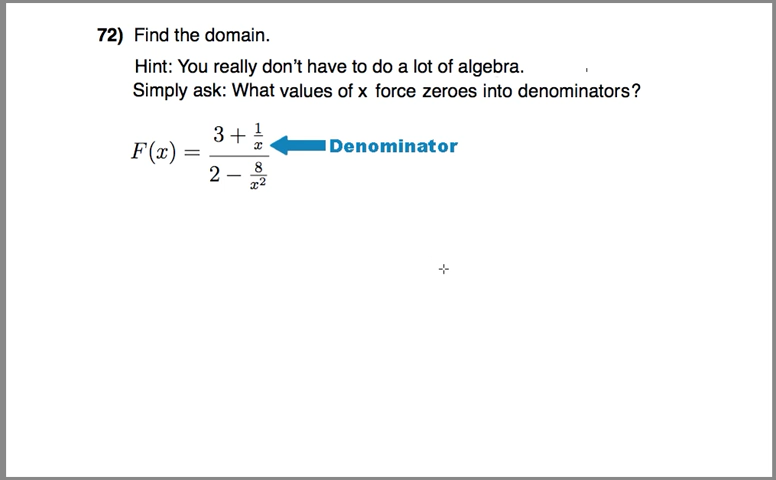 72) Find the domain.
Hint: You really don't have to do a lot of algebra.
Simply ask: What values of x force zeroes into denominators?
F(x) = (3 + 1/x) / (2 − 8/x²)
Denominator